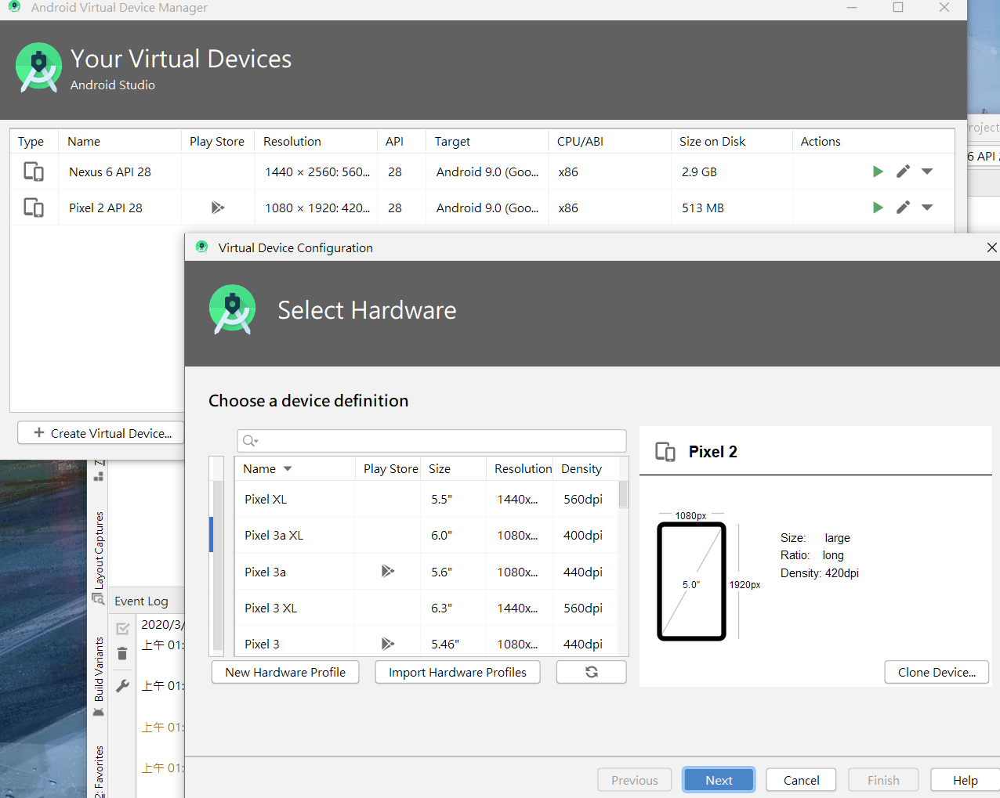 Android Virtual Device Manager
Your Virtual Devices
Android Studio
Type Name Play Store Resolution API Target CPU/ABI Size on Disk Actions
Nexus 6 API 28 1440 × 2560: 560... 28 Android 9.0 (Goo... x86 2.9 GB
Pixel 2 API 28 1080 × 1920: 420... 28 Android 9.0 (Goo... x86 513 MB
roject
6 API
Create Virtual Device...
Virtual Device Configuration
Select Hardware
Choose a device definition
Name Play Store Size Resolution Density
Pixel XL 5.5" 1440x... 560dpi
Pixel 3a XL 6.0" 1080x... 400dpi
Pixel 3a 5.6" 1080x... 440dpi
Pixel 3 XL 6.3" 1440x... 560dpi
Pixel 3 5.46" 1080x... 440dpi
New Hardware Profile
Import Hardware Profiles
Pixel 2
1080px
5.0"
1920px
Size: large
Ratio: long
Density: 420dpi
Clone Device...
Previous
Next
Cancel
Finish
Help
Layout Captures
Build Variants
2: Favorites
Event Log
2020/3/
上午 01:
上午 01:
上午 01:
上午 01: